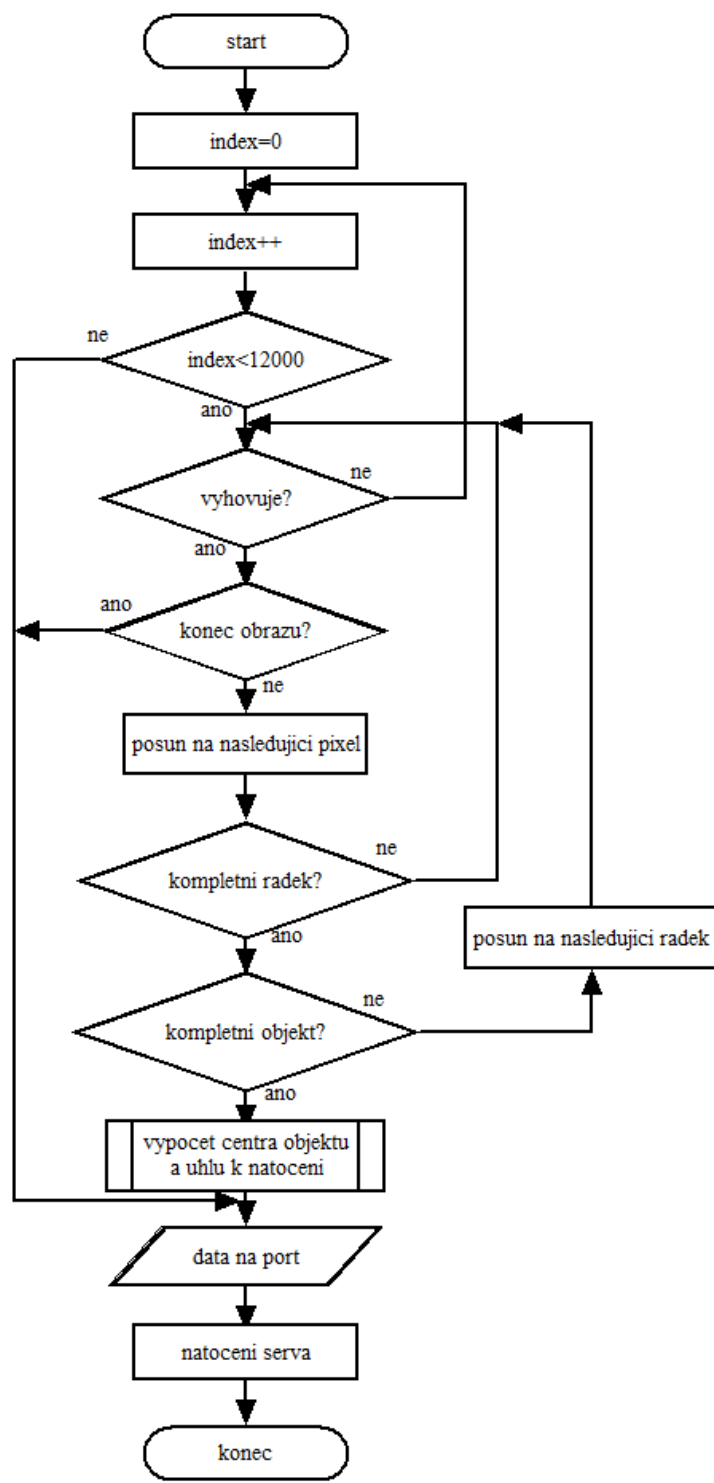 start
index=0
index++
ne
index<12000
ano
vyhovuje?
ne
ano
ano
konec obrazu?
ne
posun na nasledujici pixel
ne
kompletni radek?
ano
posun na nasledujici radek
ne
kompletni objekt?
ano
vypocet centra objektu
a uhlu k natoceni
data na port
natoceni serva
konec